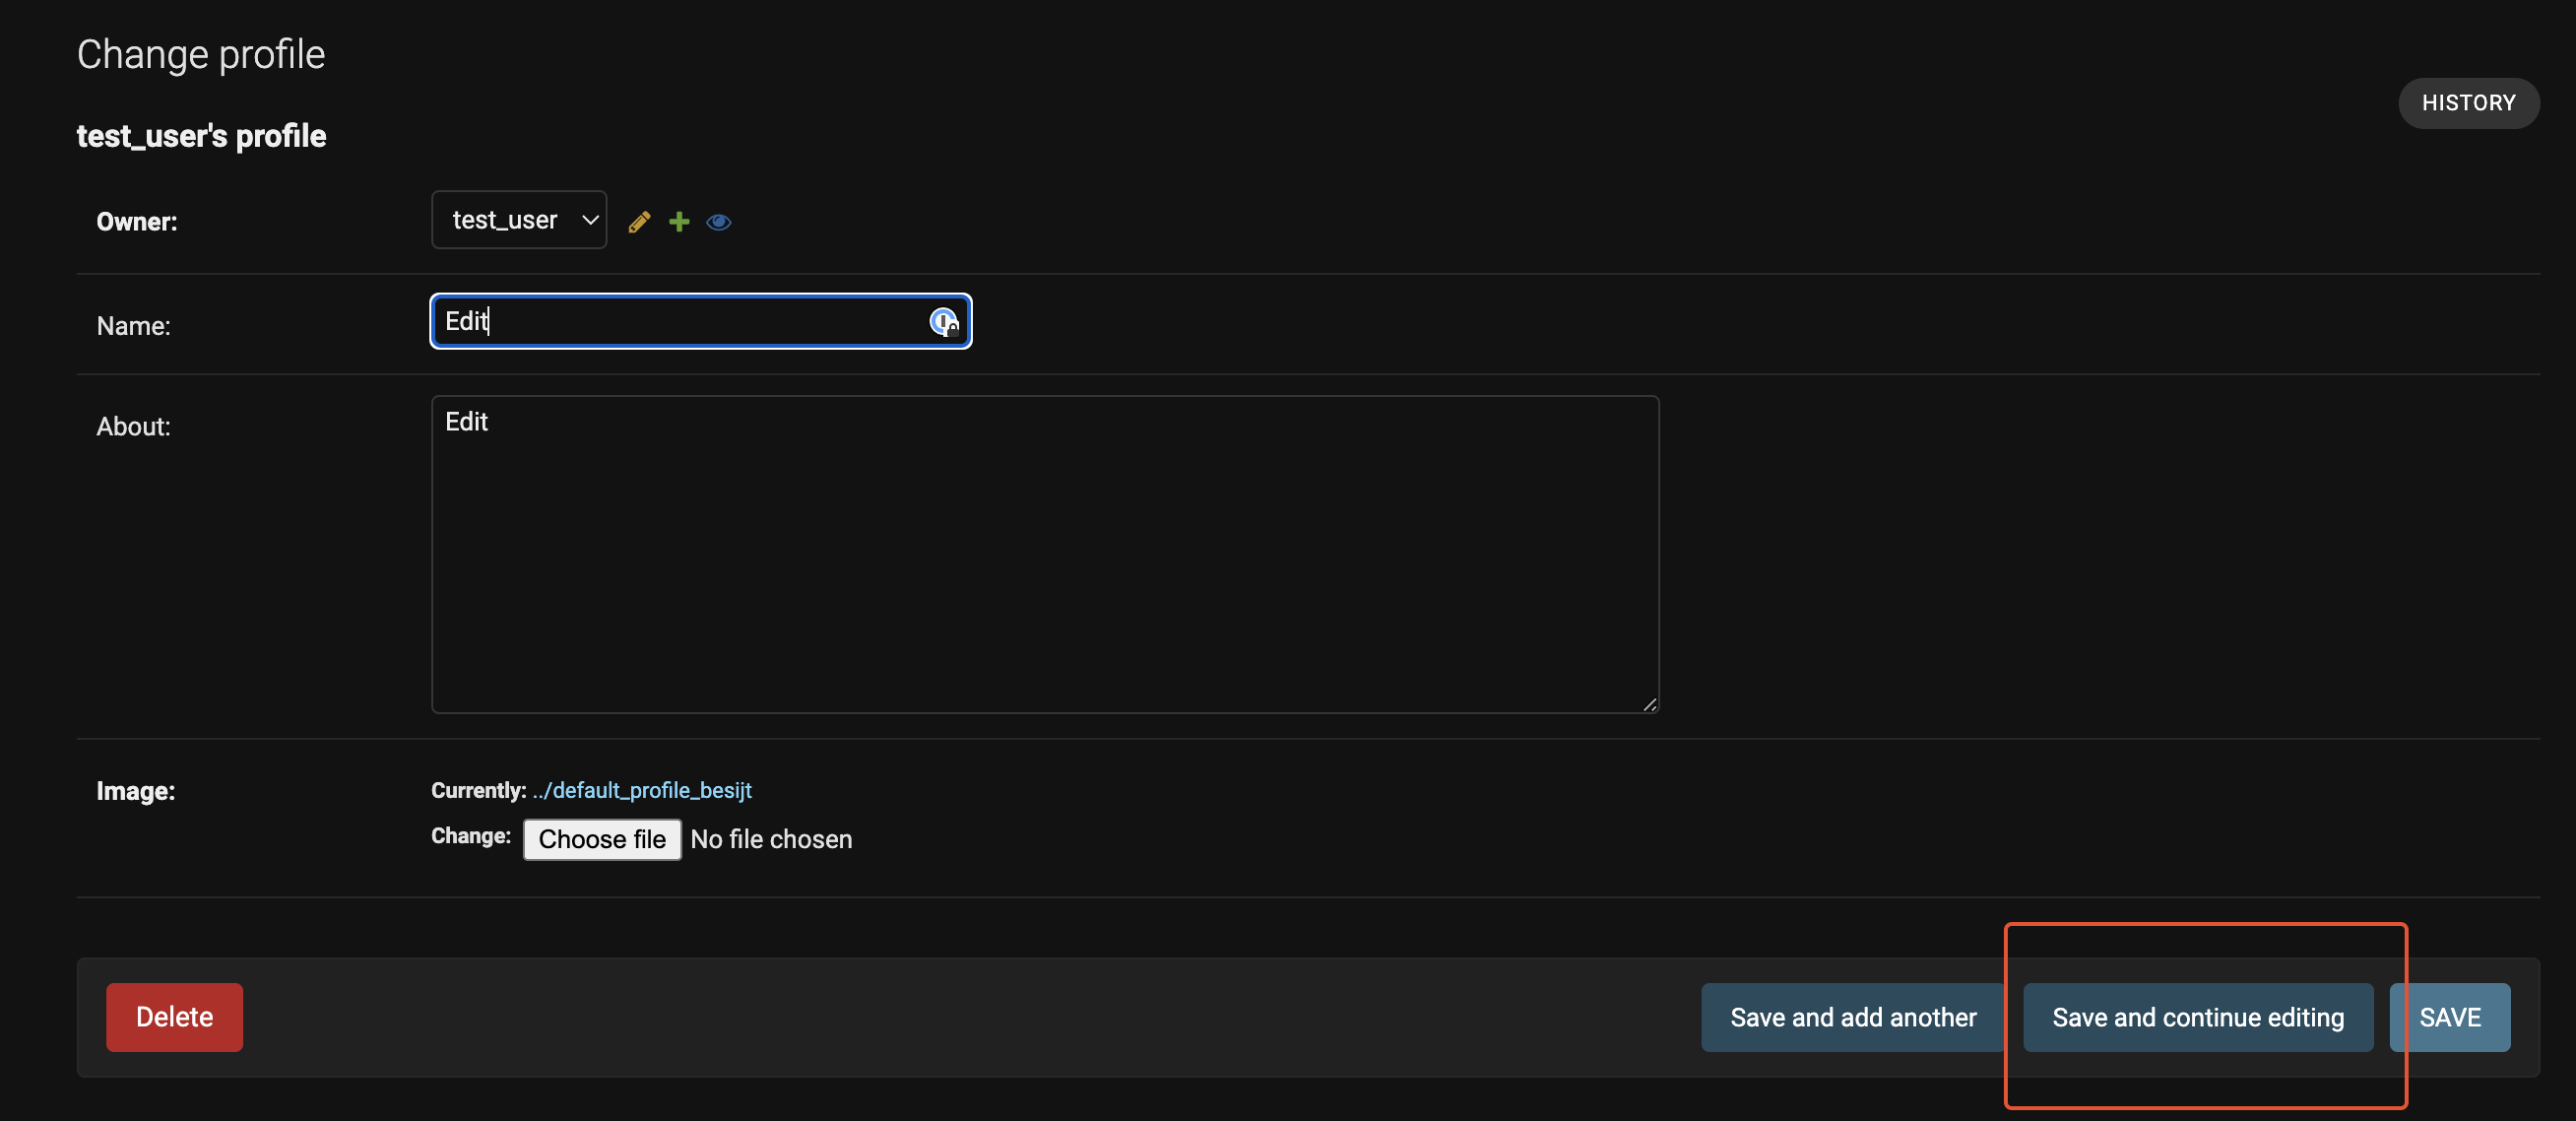 Change profile
HISTORY
test_user's profile
Owner: test_user
Name: Edit
About: Edit
Image: Currently: ../default_profile_besijt
Change: Choose file No file chosen
Delete Save and add another Save and continue editing SAVE